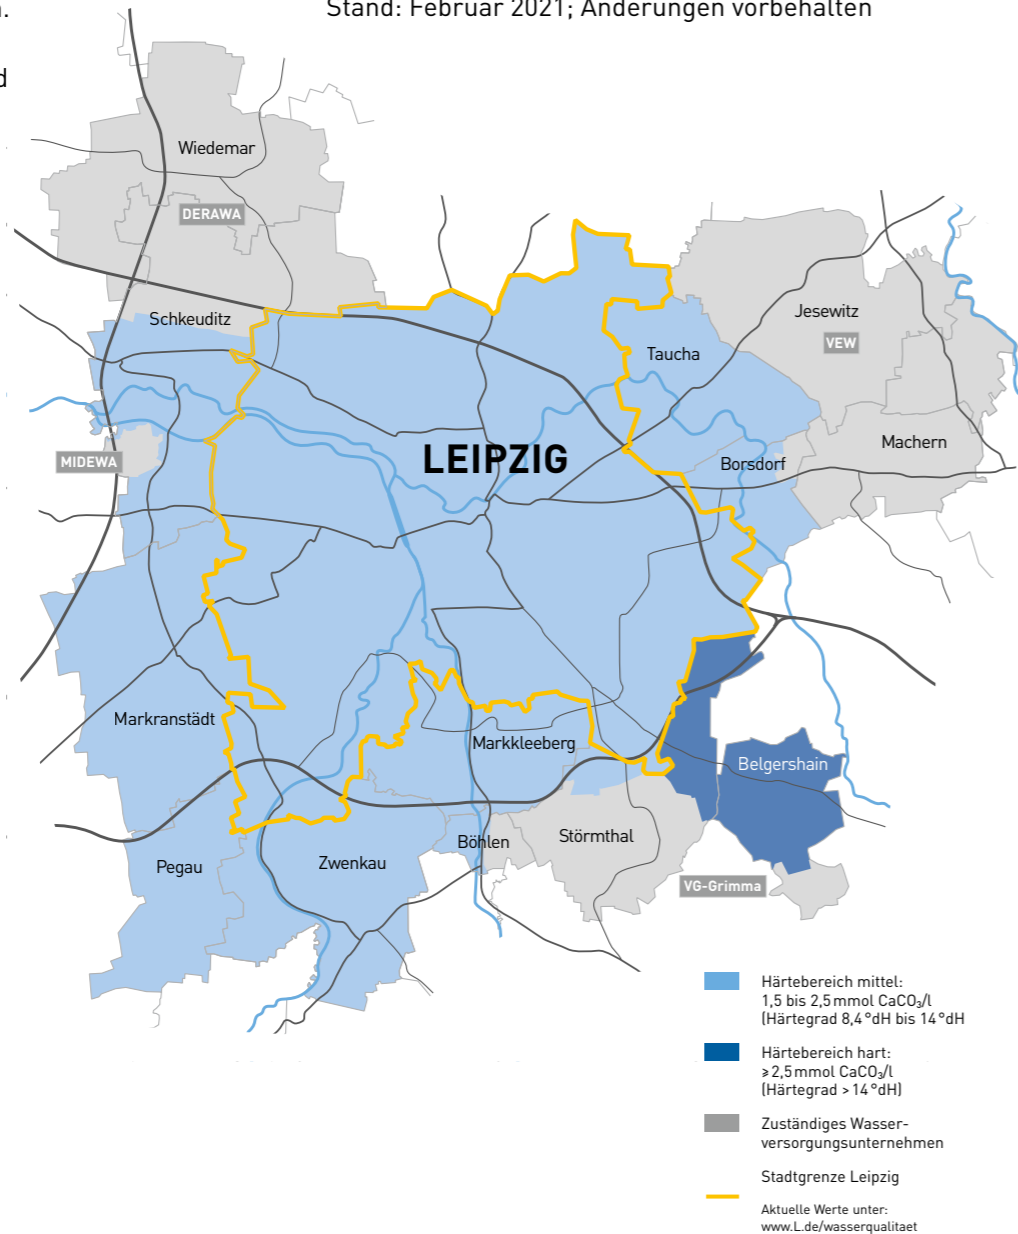 n.
Stand: Februar 2021; Änderungen vorbehalten
d
Wiedemar
DERAWA
Schkeuditz
Jesewitz
VEW
Taucha
LEIPZIG
Machern
MIDEWA
Borsdorf
Markranstädt
Markkleeberg
Belgershain
Störmthal
Böhlen
Zwenkau
Pegau
VG-Grimma
Härtebereich mittel:
1,5 bis 2,5 mmol CaCO₃/l
(Härtegrad 8,4 °dH bis 14 °dH
Härtebereich hart:
≥ 2,5 mmol CaCO₃/l
(Härtegrad > 14 °dH)
Zuständiges Wasser-
versorgungsunternehmen
Stadtgrenze Leipzig
Aktuelle Werte unter:
www.L.de/wasserqualitaet